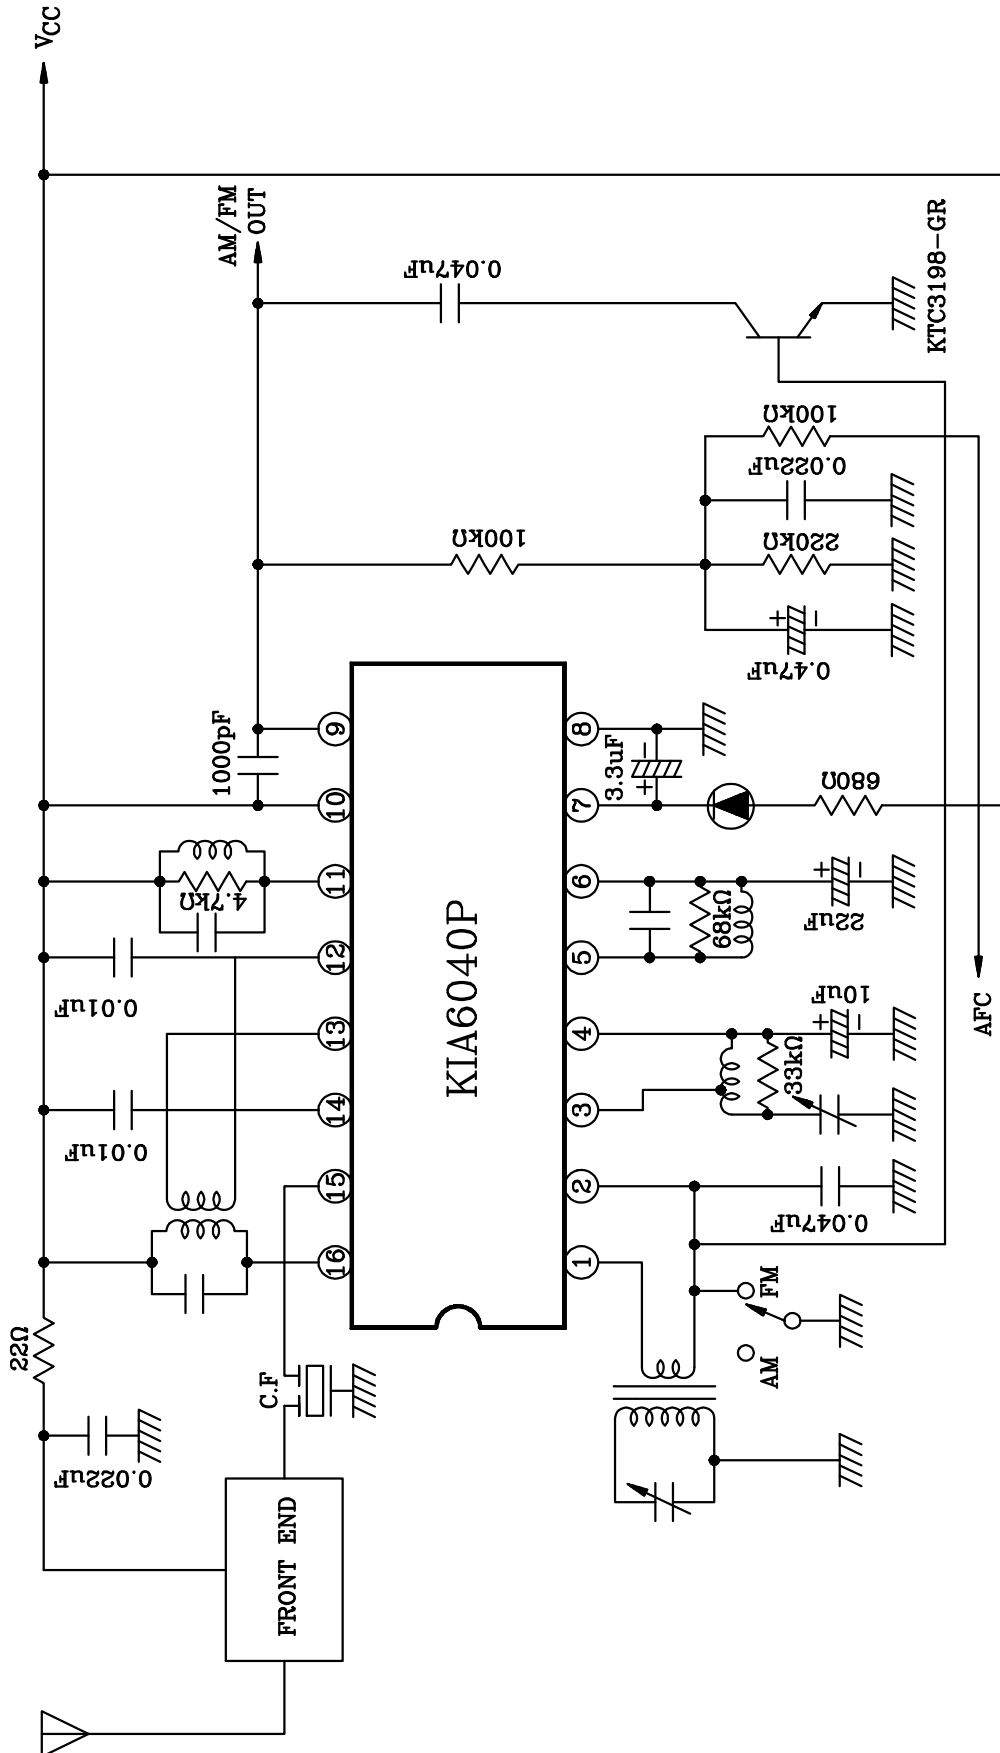 VCC
AM/FM
OUT
0.047uF
KTC3198-GR
100kΩ
0.022uF
100kΩ
220kΩ
0.47uF
1000pF
9
8
3.3uF
10
7
680Ω
4.7kΩ
11
6
68kΩ
22uF
0.01uF
12
5
KIA6040P
13
4
10uF
AFC
33kΩ
0.01uF
14
3
15
2
0.047uF
16
1
FM
AM
22Ω
C.F
0.022uF
FRONT END